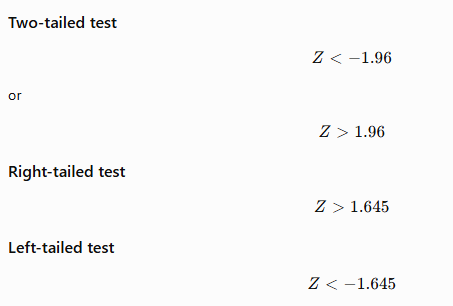 Two-tailed test
Z < −1.96
or
Z > 1.96
Right-tailed test
Z > 1.645
Left-tailed test
Z < −1.645